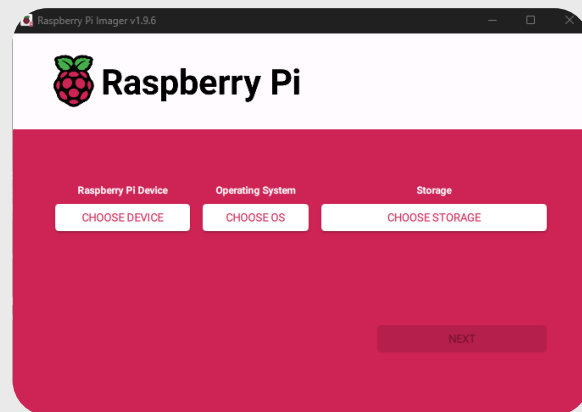 Raspberry Pi Imager v1.9.6
Raspberry Pi
Raspberry Pi Device
Operating System
Storage
CHOOSE DEVICE
CHOOSE OS
CHOOSE STORAGE
NEXT